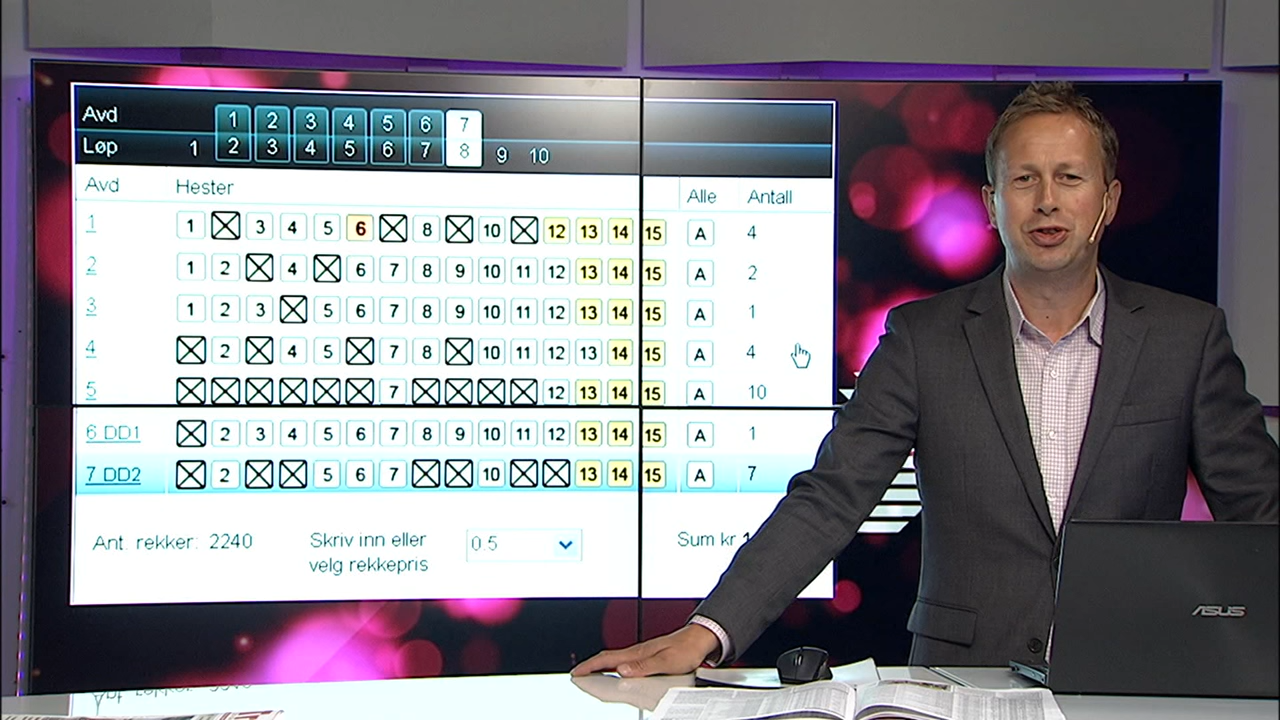 Avd 1 2 3 4 5 6 7
Løp 1 2 3 4 5 6 7 8 9 10
Avd Hester Alle Antall
1 1 3 4 5 6 8 10 12 13 14 15 A 4
2 1 2 4 6 7 8 9 10 11 12 13 14 15 A 2
3 1 2 3 5 6 7 8 9 10 11 12 13 14 15 A 1
4 2 4 5 7 8 10 11 12 13 14 15 A 4
5 7 12 13 14 15 A 10
6 DD1 2 3 4 5 6 7 8 9 10 11 12 13 14 15 A 1
7 DD2 2 5 6 7 10 13 14 15 A 7
Ant. rekker: 2240 Skriv inn eller 0.5 Sum kr
velg rekkepris
ASUS